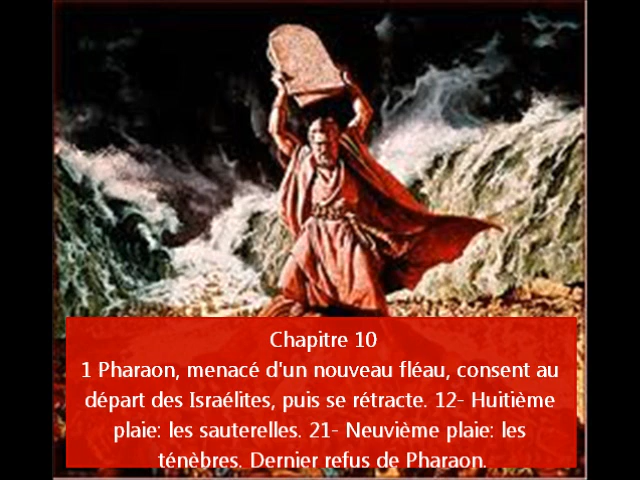 Chapitre 10
1 Pharaon, menacé d'un nouveau fléau, consent au
départ des Israélites, puis se rétracte. 12- Huitième
plaie: les sauterelles. 21- Neuvième plaie: les
ténèbres. Dernier refus de Pharaon.